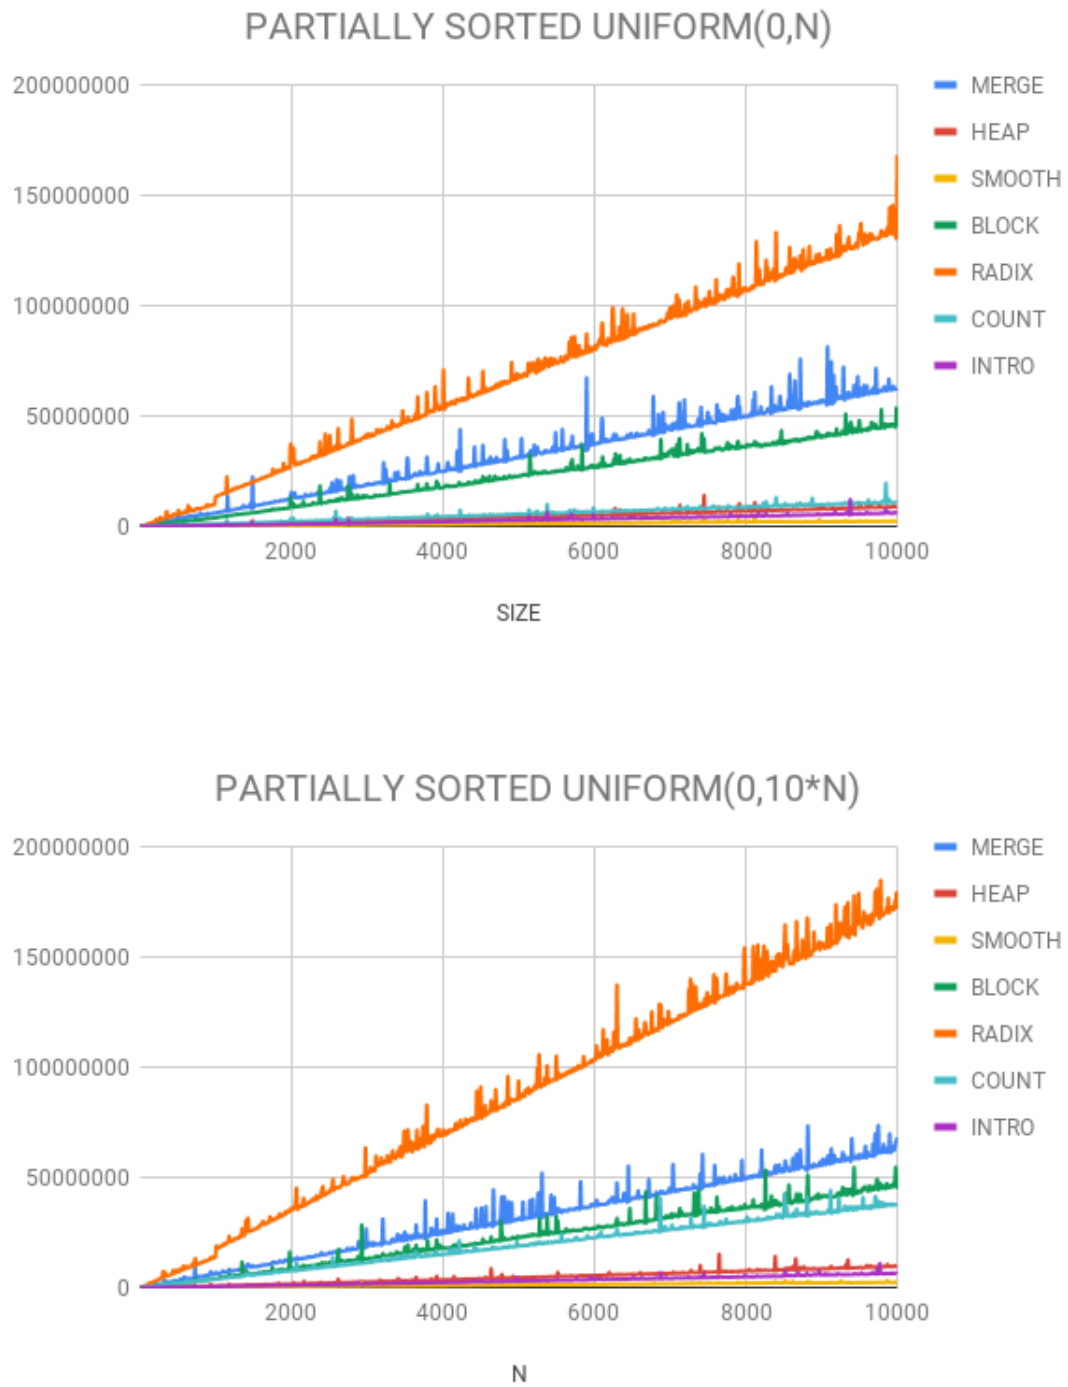 PARTIALLY SORTED UNIFORM(0,N)
200000000
150000000
100000000
50000000
0
2000 4000 6000 8000 10000
SIZE
MERGE
HEAP
SMOOTH
BLOCK
RADIX
COUNT
INTRO
PARTIALLY SORTED UNIFORM(0,10*N)
200000000
150000000
100000000
50000000
0
2000 4000 6000 8000 10000
N
MERGE
HEAP
SMOOTH
BLOCK
RADIX
COUNT
INTRO